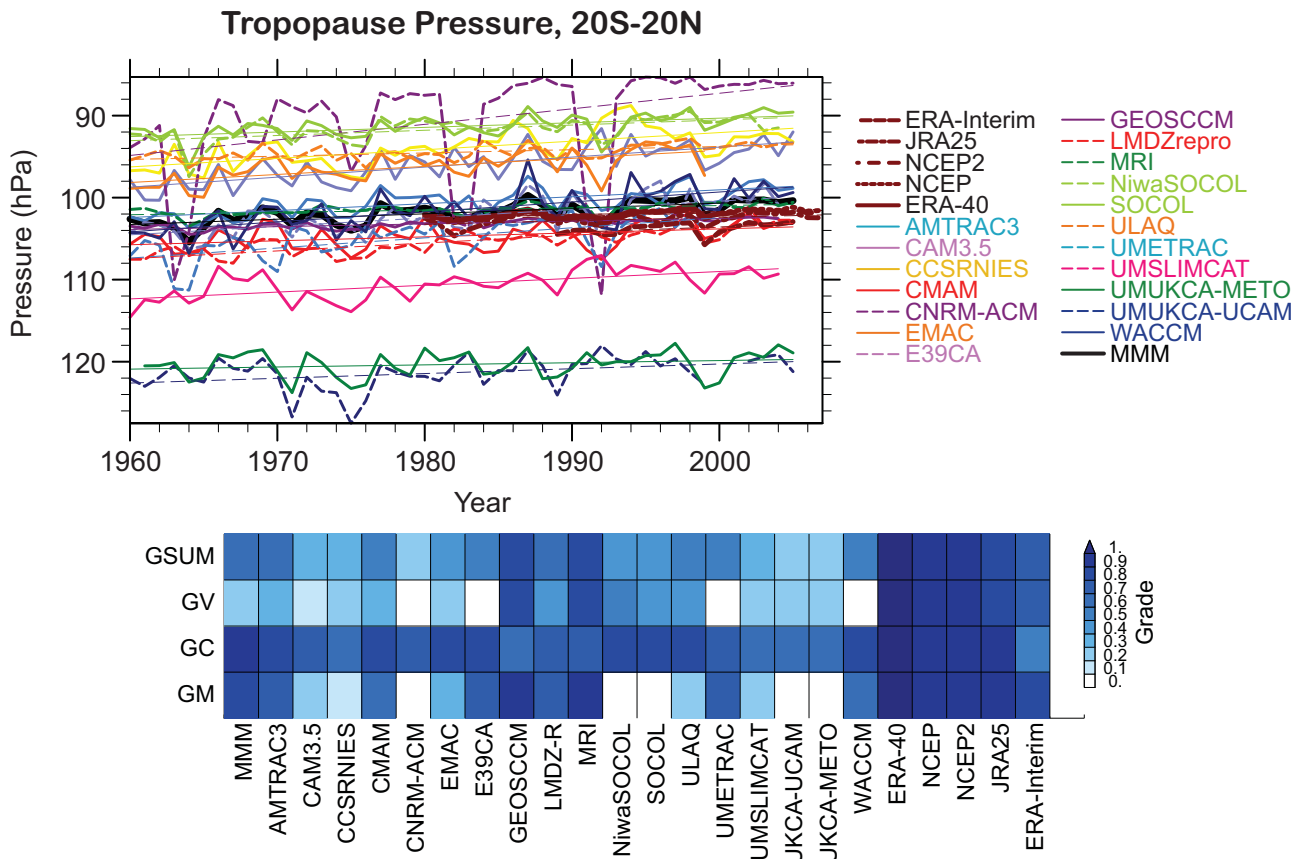 Tropopause Pressure, 20S-20N
Pressure (hPa)
90
100
110
120
1960
1970
1980
1990
2000
Year
ERA-Interim
JRA25
NCEP2
NCEP
ERA-40
AMTRAC3
CAM3.5
CCSRNIES
CMAM
CNRM-ACM
EMAC
E39CA
GEOSCCM
LMDZrepro
MRI
NiwaSOCOL
SOCOL
ULAQ
UMETRAC
UMSLIMCAT
UMUKCA-METO
UMUKCA-UCAM
WACCM
MMM
GSUM
GV
GC
GM
MMM
AMTRAC3
CAM3.5
CCSRNIES
CMAM
CNRM-ACM
EMAC
E39CA
GEOSCCM
LMDZ-R
MRI
NiwaSOCOL
SOCOL
ULAQ
UMETRAC
UMSLIMCAT
UKCA-UCAM
UKCA-METO
WACCM
ERA-40
NCEP
NCEP2
JRA25
ERA-Interim
1.
0.9
0.8
0.7
0.6
0.5
0.4
0.3
0.2
0.1
0.
Grade